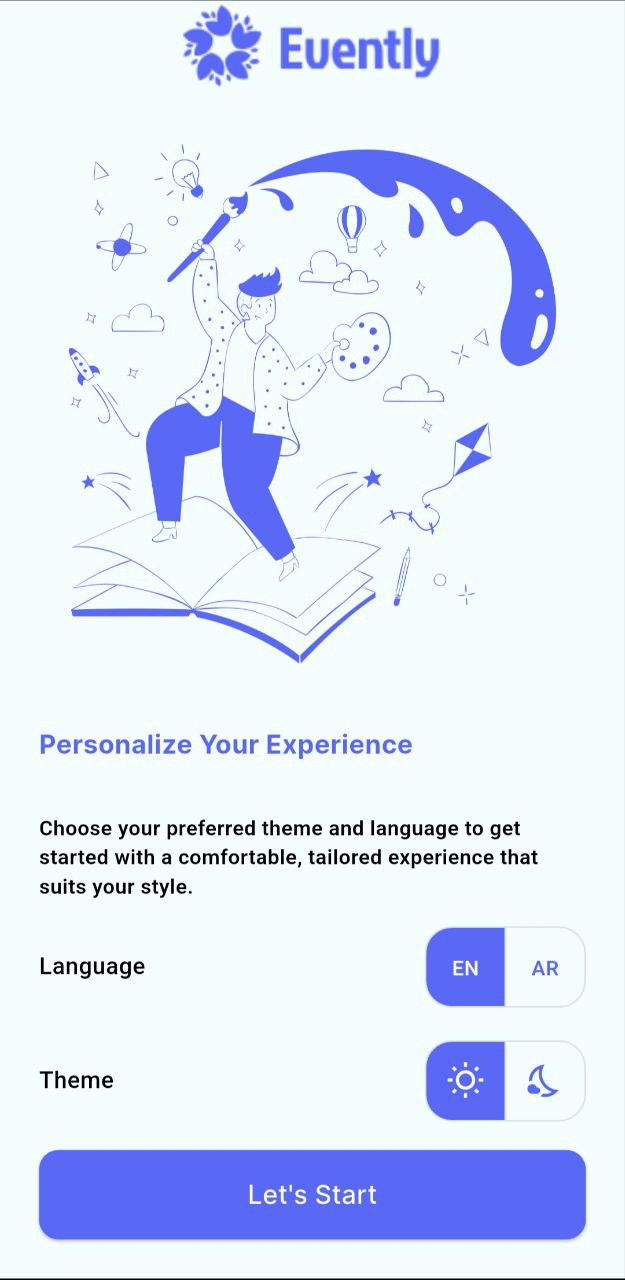 Evently
Personalize Your Experience
Choose your preferred theme and language to get
started with a comfortable, tailored experience that
suits your style.
Language
EN
AR
Theme
Let's Start